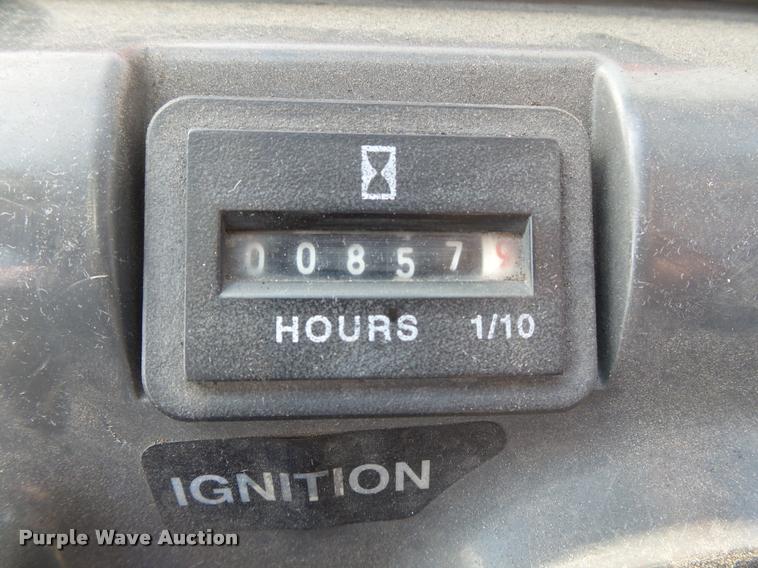 008579
HOURS 1/10
IGNITION
Purple Wave Auction